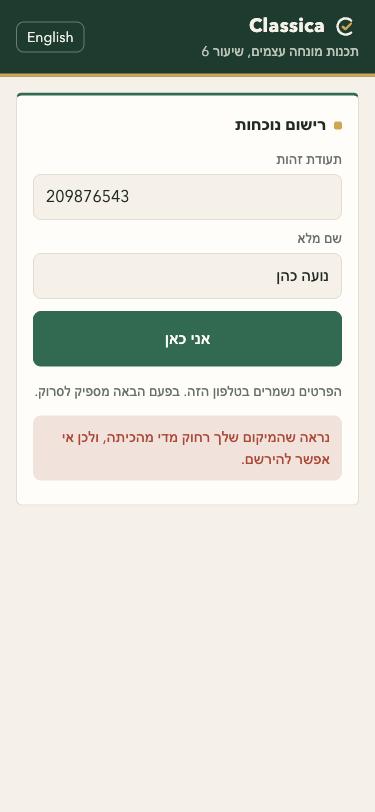 Classica
תכנות מונחה עצמים, שיעור 6
English
רישום נוכחות
תעודת זהות
209876543
שם מלא
נועה כהן
אני כאן
הפרטים נשמרים בטלפון הזה. בפעם הבאה מספיק לסרוק.
נראה שהמיקום שלך רחוק מדי מהכיתה, ולכן אי
אפשר להירשם.